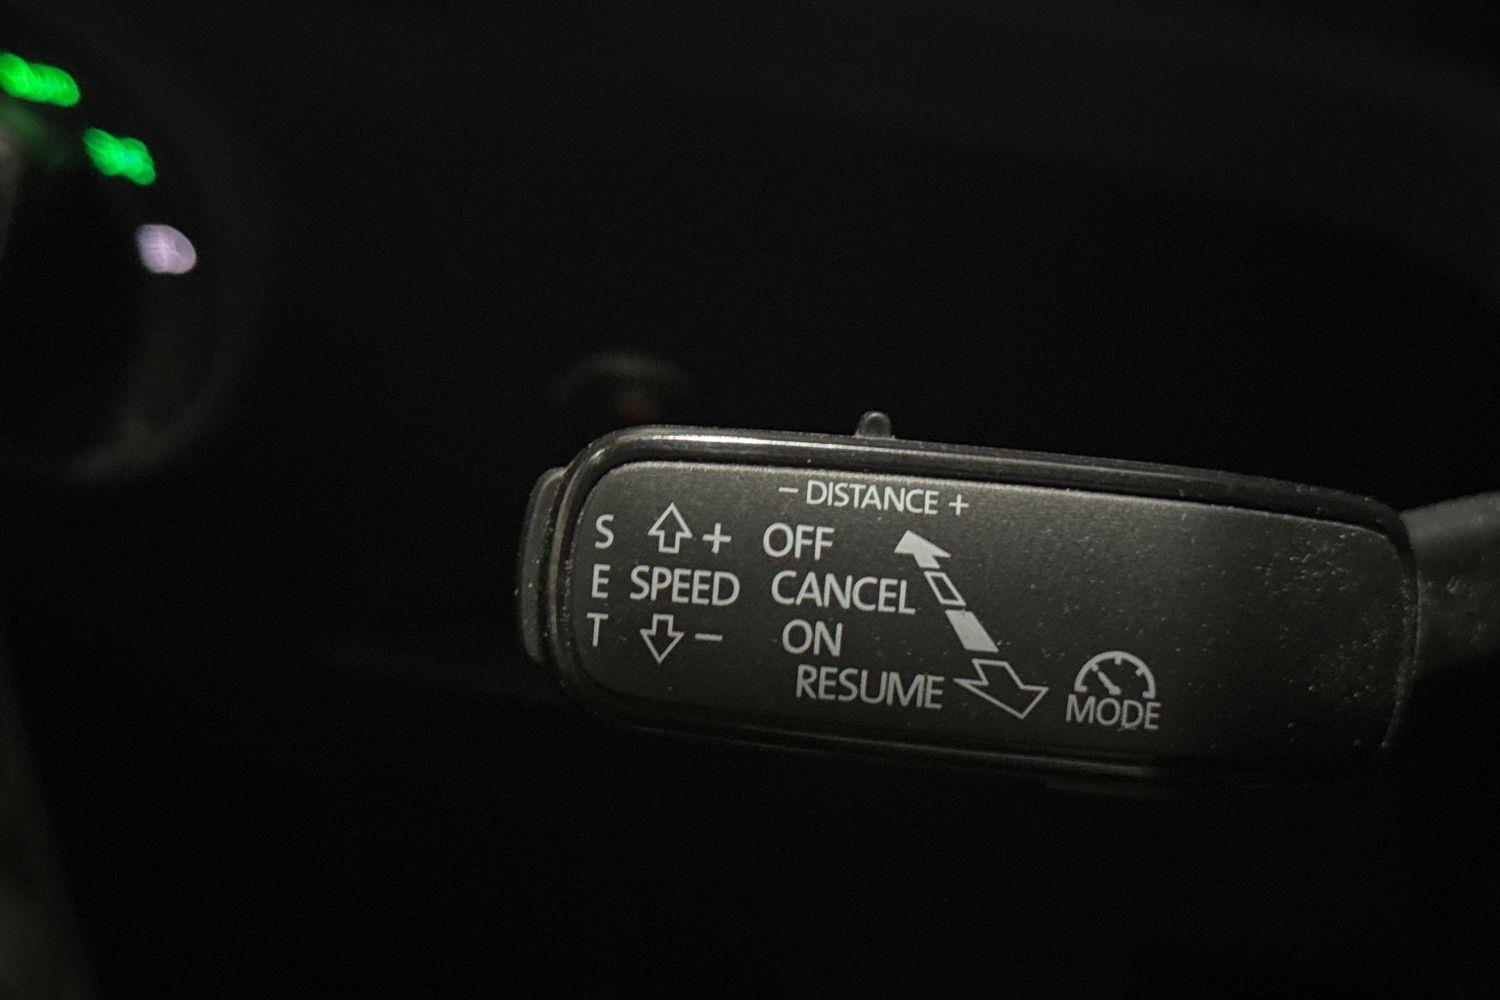 - DISTANCE +
S + OFF
E SPEED CANCEL
T - ON
RESUME
MODE